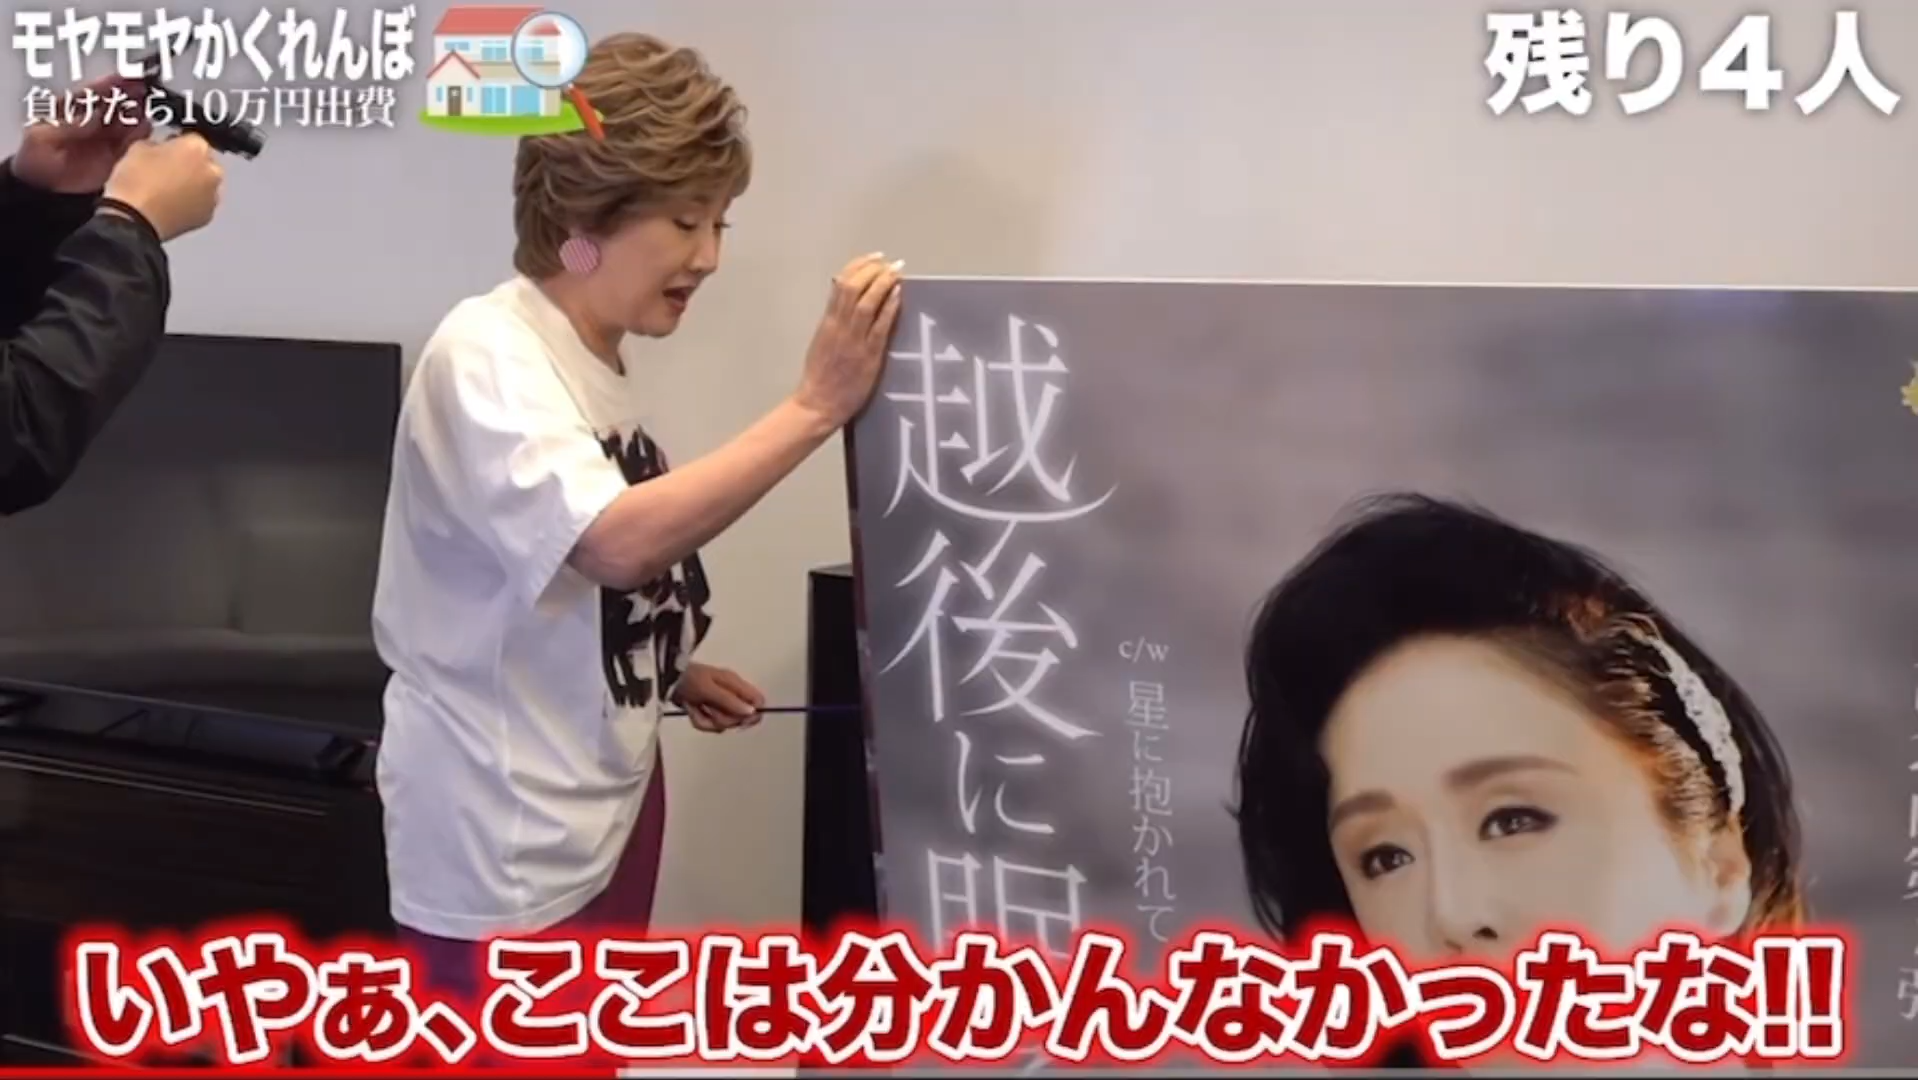 モヤモヤかくれんぼ
負けたら10万円出費
残り4人
越後に眠
c/w 星に抱かれて
いやぁ、ここは分かんなかったな!!